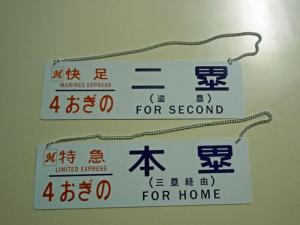 M 快足
MARINES EXPRESS
4 おぎの
二塁
(盗塁)
FOR SECOND
M 特急
LIMITED EXPRESS
4 おぎの
本塁
(三塁経由)
FOR HOME